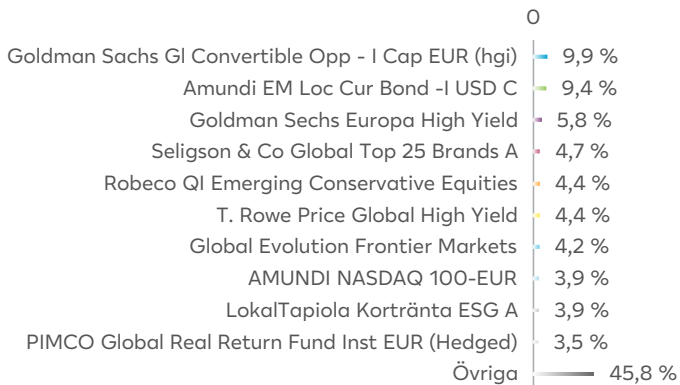 0
Goldman Sachs Gl Convertible Opp - I Cap EUR (hgi) 9,9 %
Amundi EM Loc Cur Bond -I USD C 9,4 %
Goldman Sechs Europa High Yield 5,8 %
Seligson & Co Global Top 25 Brands A 4,7 %
Robeco QI Emerging Conservative Equities 4,4 %
T. Rowe Price Global High Yield 4,4 %
Global Evolution Frontier Markets 4,2 %
AMUNDI NASDAQ 100-EUR 3,9 %
LokalTapiola Kortränta ESG A 3,9 %
PIMCO Global Real Return Fund Inst EUR (Hedged) 3,5 %
Övriga 45,8 %